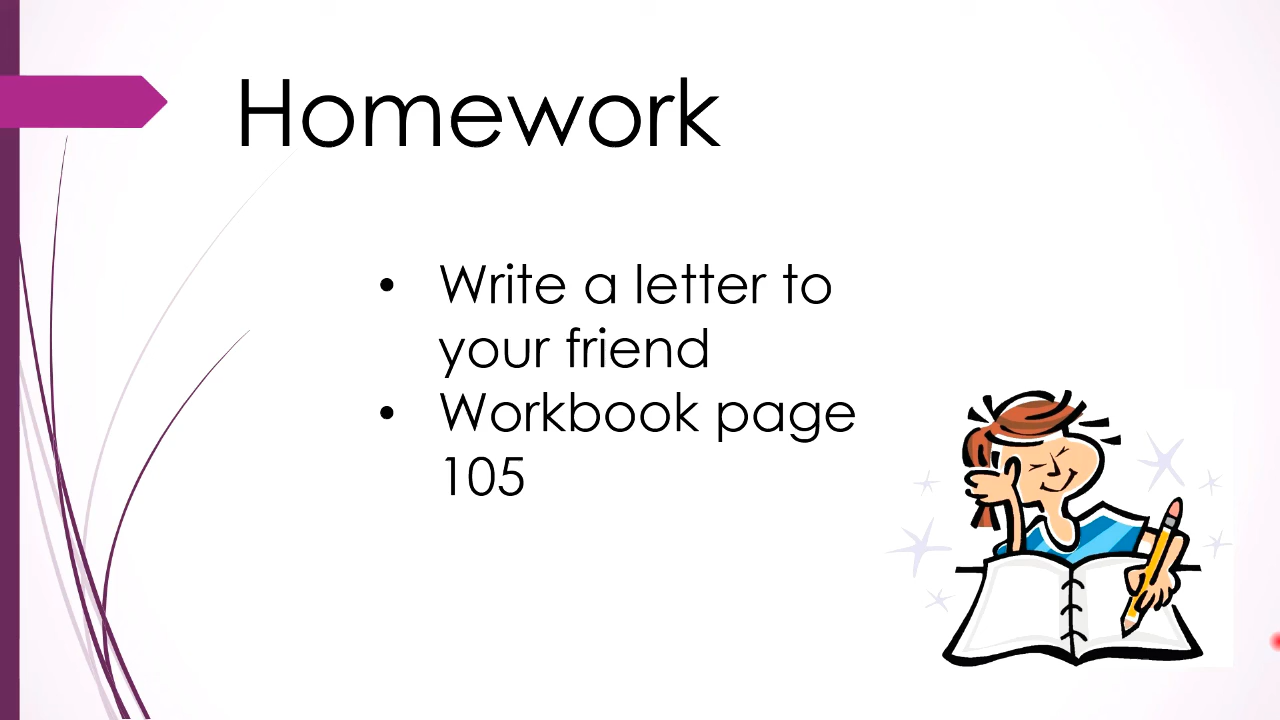 Homework
• Write a letter to
your friend
• Workbook page
105